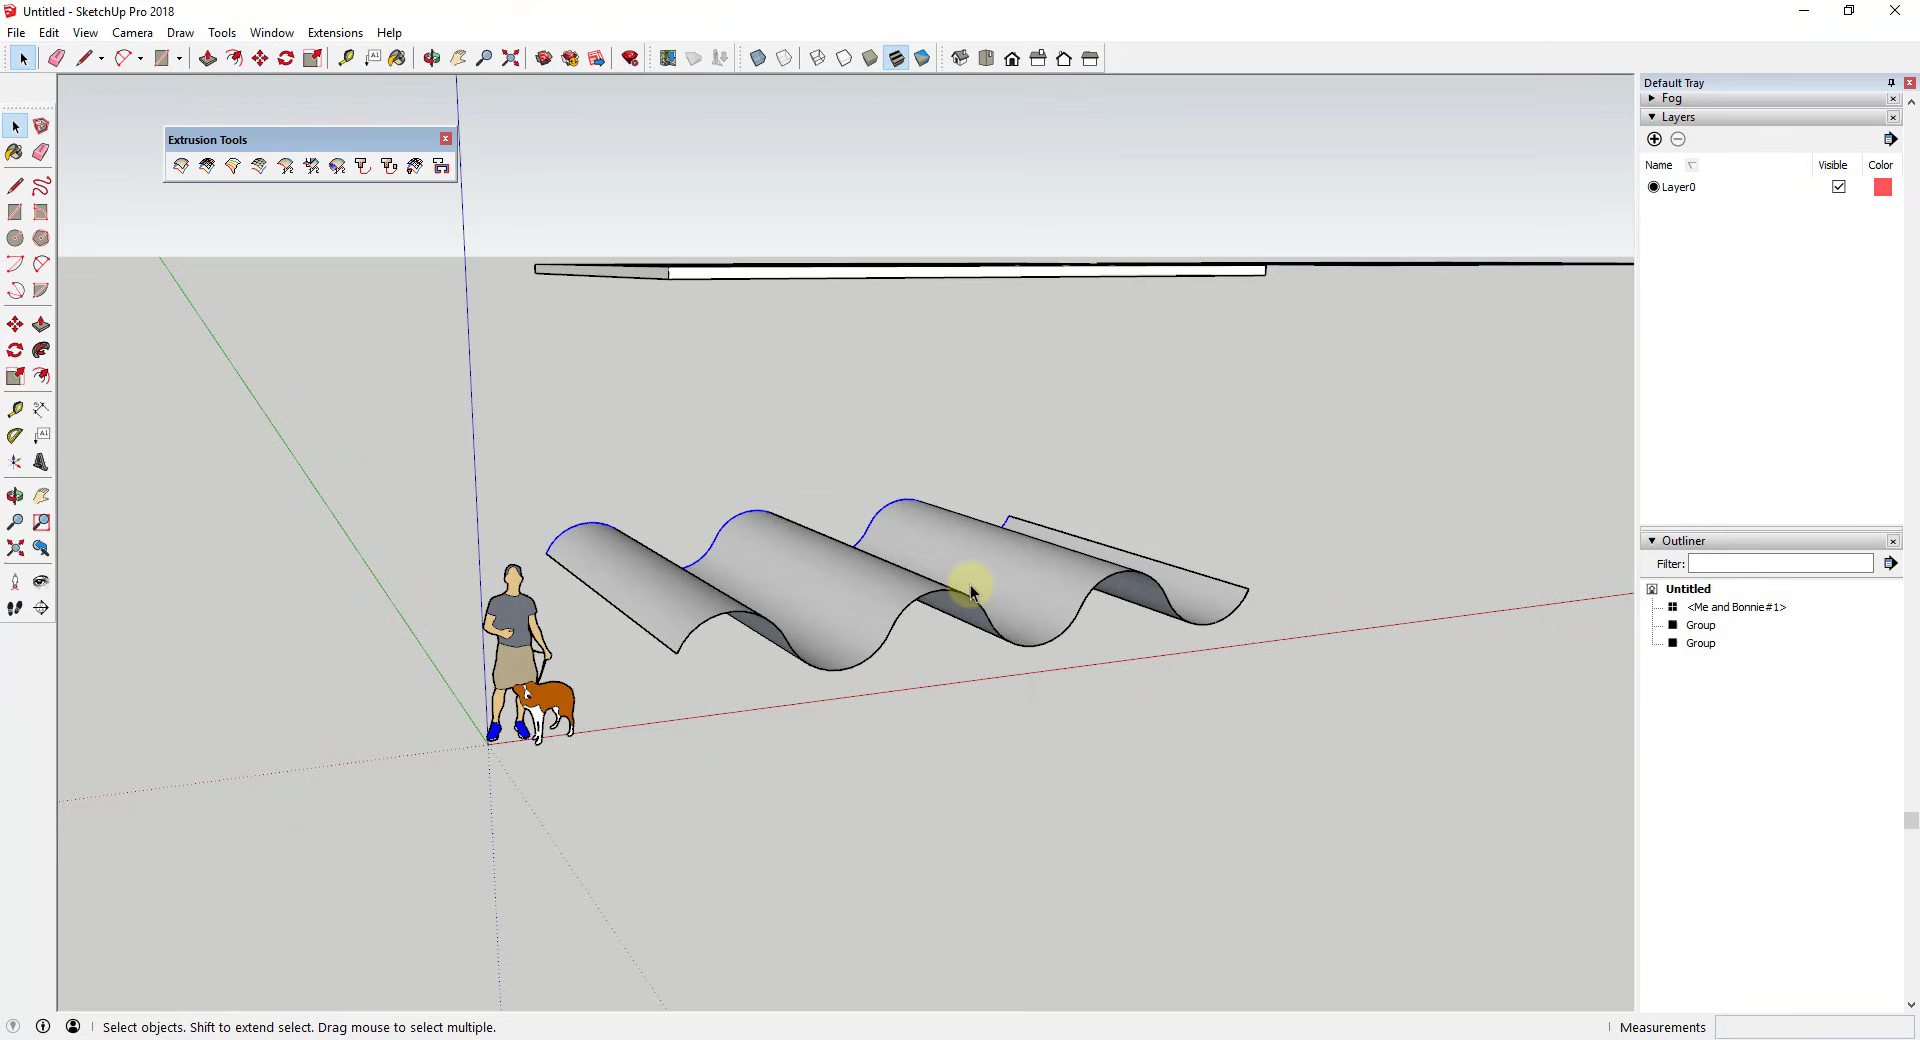 Untitled - SketchUp Pro 2018
File Edit View Camera Draw Tools Window Extensions Help
Default Tray
Fog
Layers
Name Visible Color
Layer0
Extrusion Tools
Outliner
Filter:
Untitled
<Me and Bonnie#1>
Group
Group
Select objects. Shift to extend select. Drag mouse to select multiple.
Measurements